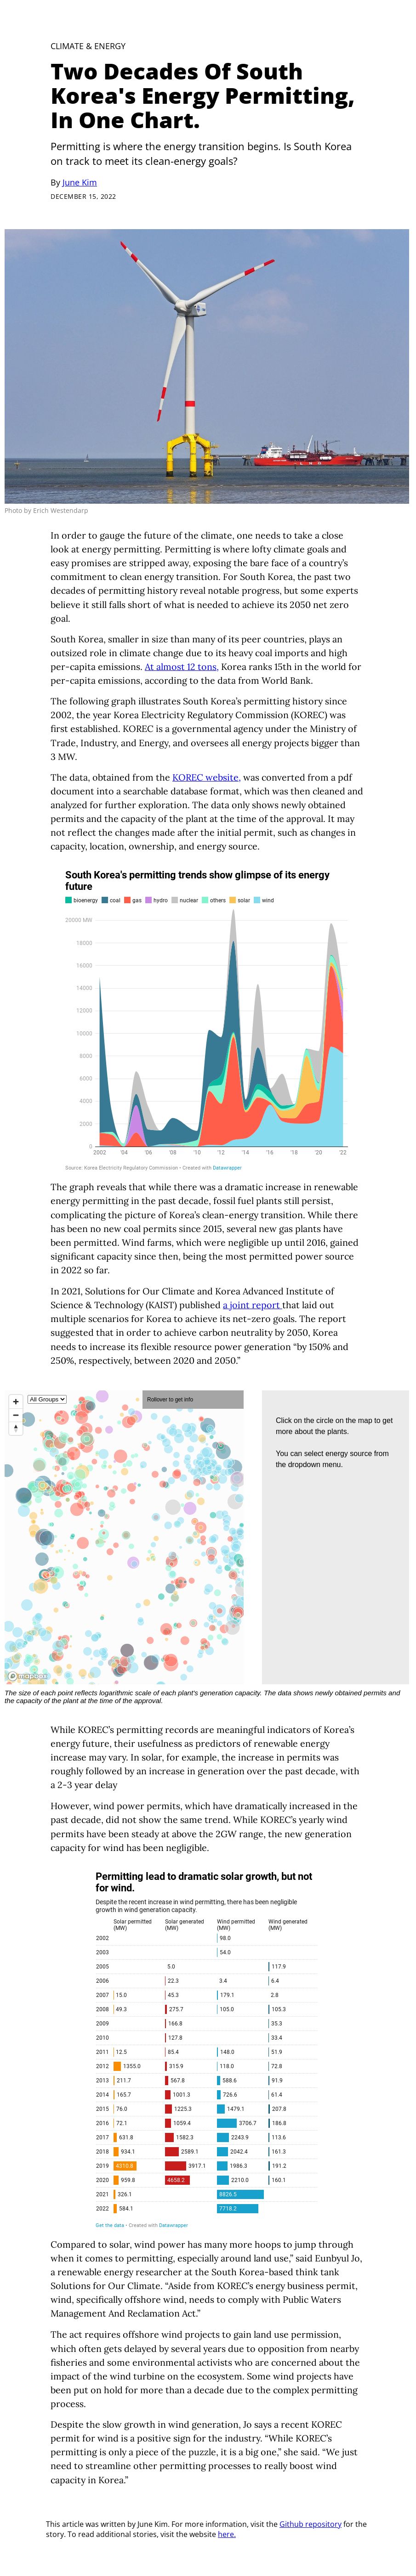 CLIMATE & ENERGY
Two Decades Of South
Korea's Energy Permitting,
In One Chart.
Permitting is where the energy transition begins. Is South Korea
on track to meet its clean-energy goals?
By June Kim
DECEMBER 15, 2022
Photo by Erich Westendarp
In order to gauge the future of the climate, one needs to take a close
look at energy permitting. Permitting is where lofty climate goals and
easy promises are stripped away, exposing the bare face of a country's
commitment to clean energy transition. For South Korea, the past two
decades of permitting history reveal notable progress, but some experts
believe it still falls short of what is needed to achieve its 2050 net zero
goal.
South Korea, smaller in size than many of its peer countries, plays an
outsized role in climate change due to its heavy coal imports and high
per-capita emissions. At almost 12 tons, Korea ranks 15th in the world for
per-capita emissions, according to the data from World Bank.
The following graph illustrates South Korea's permitting history since
2002, the year Korea Electricity Regulatory Commission (KOREC) was
first established. KOREC is a governmental agency under the Ministry of
Trade, Industry, and Energy, and oversees all energy projects bigger than
3 MW.
The data, obtained from the KOREC website, was converted from a pdf
document into a searchable database format, which was then cleaned and
analyzed for further exploration. The data only shows newly obtained
permits and the capacity of the plant at the time of the approval. It may
not reflect the changes made after the initial permit, such as changes in
capacity, location, ownership, and energy source.
South Korea's permitting trends show glimpse of its energy
future
bioenergy coal gas hydro nuclear others solar wind
20000 MW
18000
16000
14000
12000
10000
8000
6000
4000
2000
0
2002 '04 '06 '08 '10 '12 '14 '16 '18 '20 '22
Source: Korea Electricity Regulatory Commission • Created with Datawrapper
The graph reveals that while there was a dramatic increase in renewable
energy permitting in the past decade, fossil fuel plants still persist,
complicating the picture of Korea's clean-energy transition. While there
has been no new coal permits since 2015, several new gas plants have
been permitted. Wind farms, which were negligible up until 2016, gained
significant capacity since then, being the most permitted power source
in 2022 so far.
In 2021, Solutions for Our Climate and Korea Advanced Institute of
Science & Technology (KAIST) published a joint report that laid out
multiple scenarios for Korea to achieve its net-zero goals. The report
suggested that in order to achieve carbon neutrality by 2050, Korea
needs to increase its flexible resource power generation “by 150% and
250%, respectively, between 2020 and 2050.”
All Groups
Rollover to get info
Click on the circle on the map to get
more about the plants.
You can select energy source from
the dropdown menu.
mapbox
The size of each point reflects logarithmic scale of each plant's generation capacity. The data shows newly obtained permits and
the capacity of the plant at the time of the approval.
While KOREC's permitting records are meaningful indicators of Korea's
energy future, their usefulness as predictors of renewable energy
increase may vary. In solar, for example, the increase in permits was
roughly followed by an increase in generation over the past decade, with
a 2-3 year delay
However, wind power permits, which have dramatically increased in the
past decade, did not show the same trend. While KOREC's yearly wind
permits have been steady at above the 2GW range, the new generation
capacity for wind has been negligible.
Permitting lead to dramatic solar growth, but not
for wind.
Despite the recent increase in wind permitting, there has been negligible
growth in wind generation capacity.
Solar permitted (MW) Solar generated (MW) Wind permitted (MW) Wind generated (MW)
2002 98.0
2003 54.0
2005 5.0 117.9
2006 22.3 3.4 6.4
2007 15.0 45.3 179.1 2.8
2008 49.3 275.7 105.0 105.3
2009 166.8 35.3
2010 127.8 33.4
2011 12.5 85.4 148.0 51.9
2012 1355.0 315.9 118.0 72.8
2013 211.7 567.8 588.6 91.9
2014 165.7 1001.3 726.6 61.4
2015 76.0 1225.3 1479.1 207.8
2016 72.1 1059.4 3706.7 186.8
2017 631.8 1582.3 2243.9 113.6
2018 934.1 2589.1 2042.4 161.3
2019 4210.8 3917.1 1986.3 191.2
2020 959.8 4658.2 2210.0 160.1
2021 326.1 8826.5
2022 584.1 7718.2
Get the data • Created with Datawrapper
Compared to solar, wind power has many more hoops to jump through
when it comes to permitting, especially around land use,” said Eunbyul Jo,
a renewable energy researcher at the South Korea-based think tank
Solutions for Our Climate. “Aside from KOREC's energy business permit,
wind, specifically offshore wind, needs to comply with Public Waters
Management And Reclamation Act.”
The act requires offshore wind projects to gain land use permission,
which often gets delayed by several years due to opposition from nearby
fisheries and some environmental activists who are concerned about the
impact of the wind turbine on the ecosystem. Some wind projects have
been put on hold for more than a decade due to the complex permitting
process.
Despite the slow growth in wind generation, Jo says a recent KOREC
permit for wind is a positive sign for the industry. “While KOREC's
permitting is only a piece of the puzzle, it is a big one,” she said. “We just
need to streamline other permitting processes to really boost wind
capacity in Korea.”
This article was written by June Kim. For more information, visit the Github repository for the
story. To read additional stories, visit the website here.